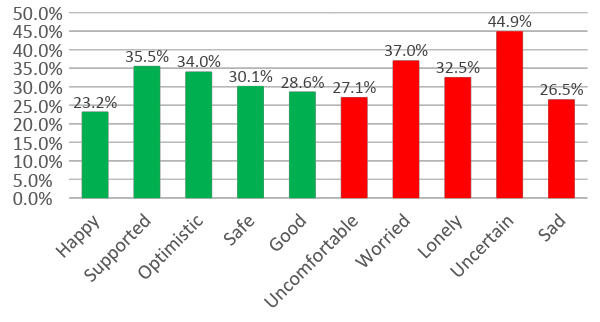 50.0%
45.0%
40.0%
35.0%
30.0%
25.0%
20.0%
15.0%
10.0%
5.0%
0.0%
23.2%
35.5%
34.0%
30.1%
28.6%
27.1%
37.0%
32.5%
44.9%
26.5%
Happy
Supported
Optimistic
Safe
Good
Uncomfortable
Worried
Lonely
Uncertain
Sad